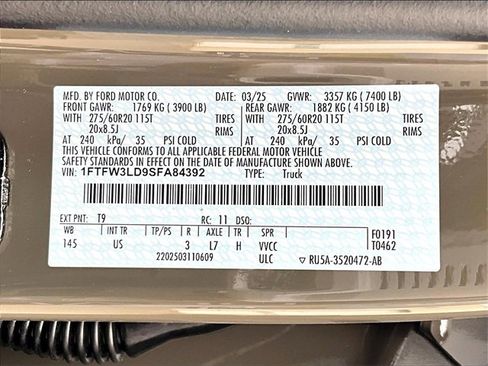 MFD. BY FORD MOTOR CO. DATE: 03/25 GVWR: 3357 KG ( 7400 LB)
FRONT GAWR: 1769 KG ( 3900 LB) REAR GAWR: 1882 KG ( 4150 LB)
WITH 275/60R20 115T TIRES WITH 275/60R20 115T TIRES
20x8.5J RIMS 20x8.5J RIMS
AT 240 kPa/ 35 PSI COLD AT 240 kPa/ 35 PSI COLD
THIS VEHICLE CONFORMS TO ALL APPLICABLE FEDERAL MOTOR VEHICLE
SAFETY STANDARDS IN EFFECT ON THE DATE OF MANUFACTURE SHOWN ABOVE.
VIN: 1FTFW3LD9SFA84392 TYPE: Truck
EXT PNT: T9 RC: 11 DSO:
WB INT TR TP/PS R AXLE TR SPR F0191
145 US 3 L7 H VVCC T0462
2202503110609 ULC ▽ RU5A-3520472-AB